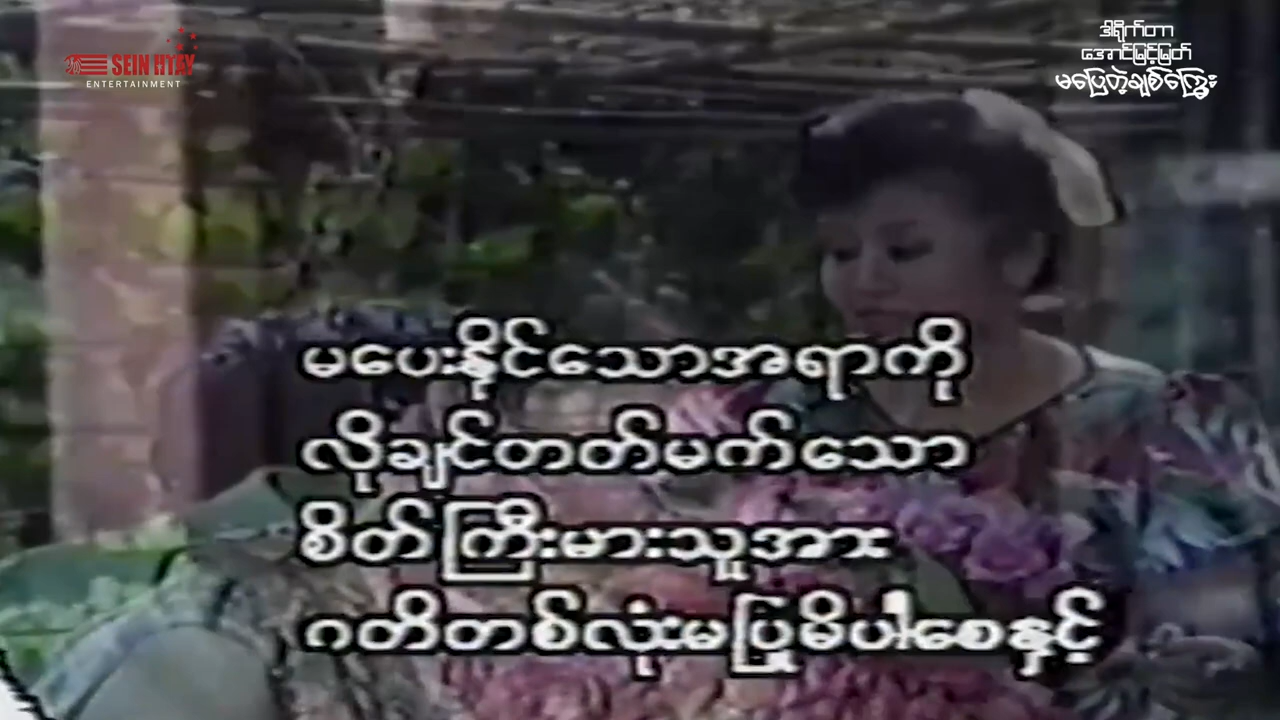 SEIN HTAY
ENTERTAINMENT
ဒါရိုက်တာ
အောင်မြင့်မြတ်
မပြေတဲ့ချစ်ကြွေး
မပေးနိုင်သောအရာကို
လိုချင်တတ်မက်သော
စိတ်ကြီးမားသူအား
ဂတိတစ်လုံးမပြုမိပါစေနှင့်